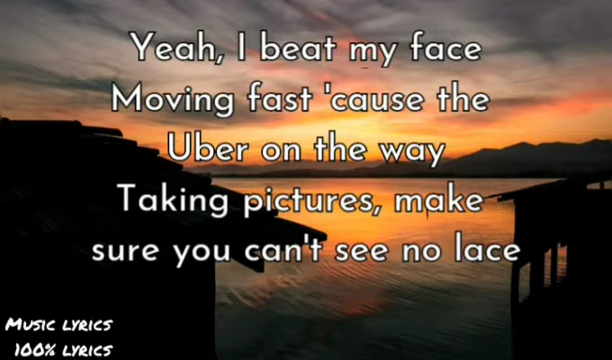 Yeah, I beat my face
Moving fast 'cause the
Uber on the way
Taking pictures, make
sure you can't see no lace
Music lyrics
100% lyrics